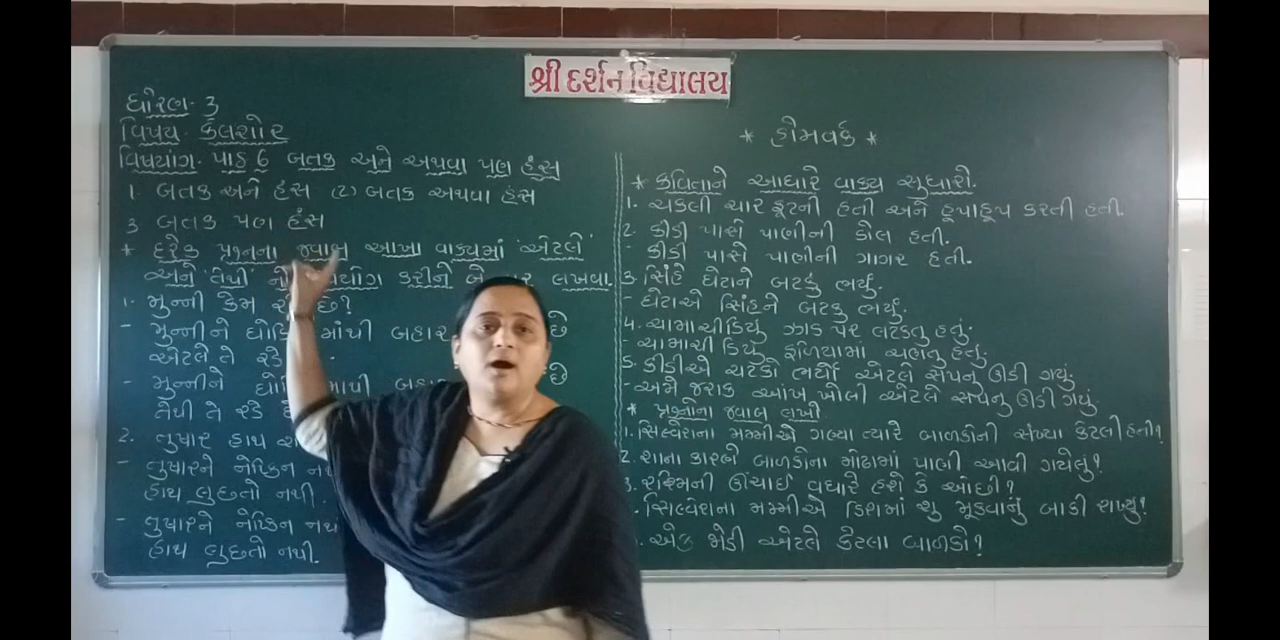 શ્રી દર્શન વિદ્યાલય
ધોરણ-3
વિષય- કલશોર
વિષયાંગ- પાઠ 6 બતક અને અથવા પણ હંસ
1. બતક અને હંસ (2) બતક અથવા હંસ
3 બતક પણ હંસ
* દરેક પ્રશ્નના જવાબ આખા વાક્યમાં 'એટલે'
અને 'તેથી' નો કરીને બે લખવા.
1. મુન્ની કેમ છે?
- મુન્નીને બહાર છે
એટલે તે રડે
- મુન્નીને છે
તેથી તે રડે
2. તુષાર હાથ
- તુષારને નેપ્કિન
હાથ લુછતો નથી.
- તુષારને નેપ્કિન
હાથ લુછતો નથી.
* હોમવર્ક *
* કવિતાને આધારે વાક્ય સુધારો.
1. ચકલી ચાર ફૂટની હતી અને હૂપાહૂપ કરતી હતી.
2. કીડી પાસે પાણીની ડોલ હતી.
- કીડી પાસે પાણીની ગાગર હતી.
3. સિંહે ઘેટાને બટકુ ભર્યું.
- ઘેટાએ સિંહને બટકુ ભર્યું.
4. ચામાચીડિયું ઝાડ પર લટકતુ હતું.
- ચામાચીડિયુ ફળિયામાં ચણતુ હતું.
5. કીડીએ ચટકો ભર્યો એટલે સપનુ ઊડી ગયું.
- અમે જરાક આંખ ખોલી એટલે સપનુ ઊડી ગયું.
* પ્રશ્નોના જવાબ લખો
1. સિલ્વેશના મમ્મીએ ગણ્યા ત્યારે બાળકોની સંખ્યા કેટલી હતી?
2. શાના કારણે બાળકોના મોઢામાં પાણી આવી ગયેલું?
3. રશ્મિની ઊંચાઈ વધારે હશે કે ઓછી?
. સિલ્વેશના મમ્મીએ ડિશમાં શુ મૂકવાનું બાકી રાખ્યું?
. એક જોડી એટલે કેટલા બાળકો?